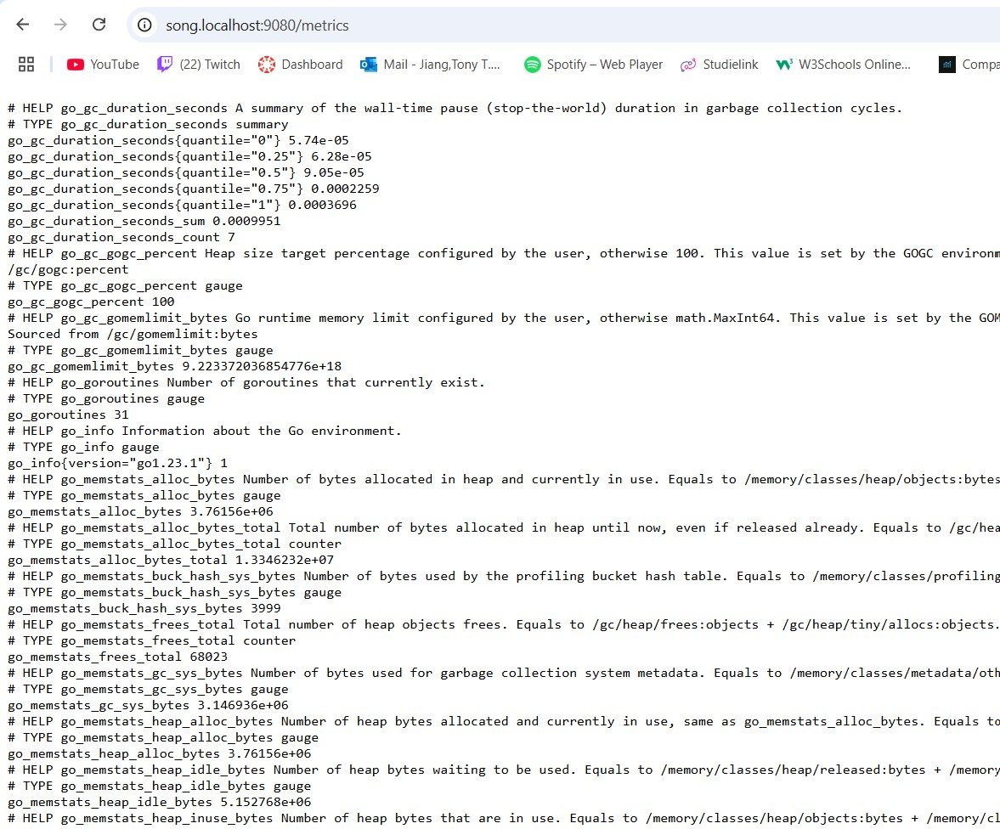 song.localhost:9080/metrics
YouTube
(22) Twitch
Dashboard
Mail - Jiang,Tony T....
Spotify – Web Player
Studielink
W3Schools Online...
Compa
# HELP go_gc_duration_seconds A summary of the wall-time pause (stop-the-world) duration in garbage collection cycles.
# TYPE go_gc_duration_seconds summary
go_gc_duration_seconds{quantile="0"} 5.74e-05
go_gc_duration_seconds{quantile="0.25"} 6.28e-05
go_gc_duration_seconds{quantile="0.5"} 9.05e-05
go_gc_duration_seconds{quantile="0.75"} 0.0002259
go_gc_duration_seconds{quantile="1"} 0.0003696
go_gc_duration_seconds_sum 0.0009951
go_gc_duration_seconds_count 7
# HELP go_gc_gogc_percent Heap size target percentage configured by the user, otherwise 100. This value is set by the GOGC environm
/gc/gogc:percent
# TYPE go_gc_gogc_percent gauge
go_gc_gogc_percent 100
# HELP go_gc_gomemlimit_bytes Go runtime memory limit configured by the user, otherwise math.MaxInt64. This value is set by the GOM
Sourced from /gc/gomemlimit:bytes
# TYPE go_gc_gomemlimit_bytes gauge
go_gc_gomemlimit_bytes 9.223372036854776e+18
# HELP go_goroutines Number of goroutines that currently exist.
# TYPE go_goroutines gauge
go_goroutines 31
# HELP go_info Information about the Go environment.
# TYPE go_info gauge
go_info{version="go1.23.1"} 1
# HELP go_memstats_alloc_bytes Number of bytes allocated in heap and currently in use. Equals to /memory/classes/heap/objects:bytes
# TYPE go_memstats_alloc_bytes gauge
go_memstats_alloc_bytes 3.76156e+06
# HELP go_memstats_alloc_bytes_total Total number of bytes allocated in heap until now, even if released already. Equals to /gc/hea
# TYPE go_memstats_alloc_bytes_total counter
go_memstats_alloc_bytes_total 1.3346232e+07
# HELP go_memstats_buck_hash_sys_bytes Number of bytes used by the profiling bucket hash table. Equals to /memory/classes/profiling
# TYPE go_memstats_buck_hash_sys_bytes gauge
go_memstats_buck_hash_sys_bytes 3999
# HELP go_memstats_frees_total Total number of heap objects frees. Equals to /gc/heap/frees:objects + /gc/heap/tiny/allocs:objects.
# TYPE go_memstats_frees_total counter
go_memstats_frees_total 68023
# HELP go_memstats_gc_sys_bytes Number of bytes used for garbage collection system metadata. Equals to /memory/classes/metadata/oth
# TYPE go_memstats_gc_sys_bytes gauge
go_memstats_gc_sys_bytes 3.146936e+06
# HELP go_memstats_heap_alloc_bytes Number of heap bytes allocated and currently in use, same as go_memstats_alloc_bytes. Equals to
# TYPE go_memstats_heap_alloc_bytes gauge
go_memstats_heap_alloc_bytes 3.76156e+06
# HELP go_memstats_heap_idle_bytes Number of heap bytes waiting to be used. Equals to /memory/classes/heap/released:bytes + /memory
# TYPE go_memstats_heap_idle_bytes gauge
go_memstats_heap_idle_bytes 5.152768e+06
# HELP go_memstats_heap_inuse_bytes Number of heap bytes that are in use. Equals to /memory/classes/heap/objects:bytes + /memory/cl